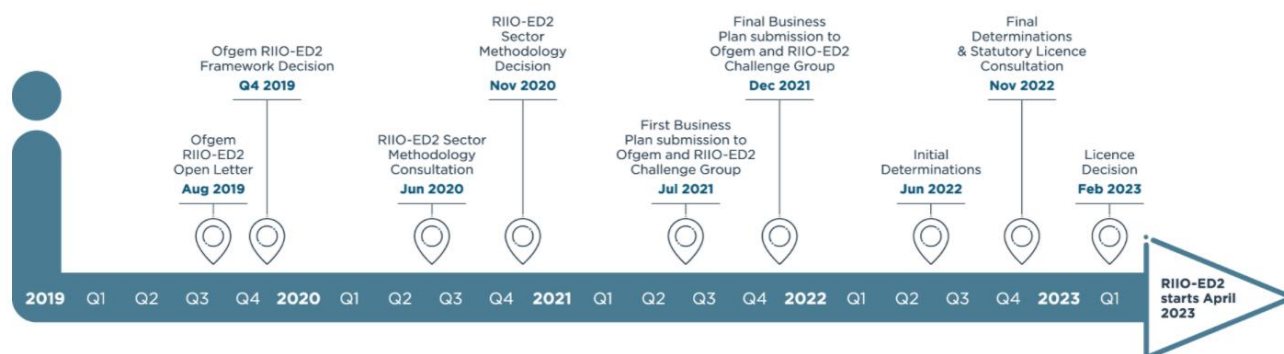 Ofgem
RIIO-ED2
Open Letter
Aug 2019
Ofgem RIIO-ED2
Framework Decision
Q4 2019
RIIO-ED2 Sector
Methodology
Consultation
Jun 2020
RIIO-ED2
Sector
Methodology
Decision
Nov 2020
First Business
Plan submission to
Ofgem and RIIO-ED2
Challenge Group
Jul 2021
Final Business
Plan submission to
Ofgem and RIIO-ED2
Challenge Group
Dec 2021
Initial
Determinations
Jun 2022
Final
Determinations
& Statutory Licence
Consultation
Nov 2022
Licence
Decision
Feb 2023
2019 Q1 Q2 Q3 Q4 2020 Q1 Q2 Q3 Q4 2021 Q1 Q2 Q3 Q4 2022 Q1 Q2 Q3 Q4 2023 Q1
RIIO-ED2
starts April
2023